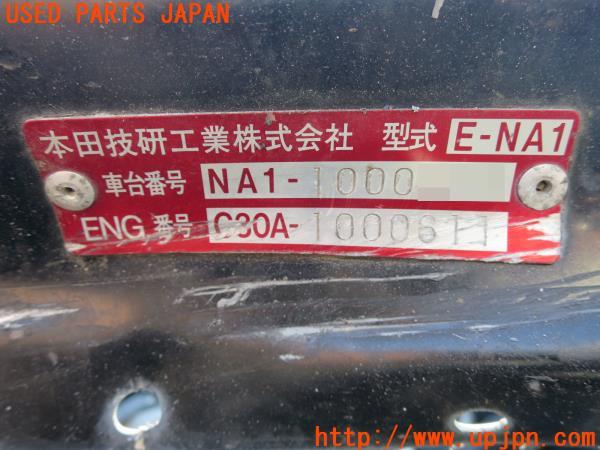 USED PARTS JAPAN
本田技研工業株式会社 型式 E-NA1
車台番号 NA1-1000
ENG 番号 C30A-1000611
http://www.upjpn.com